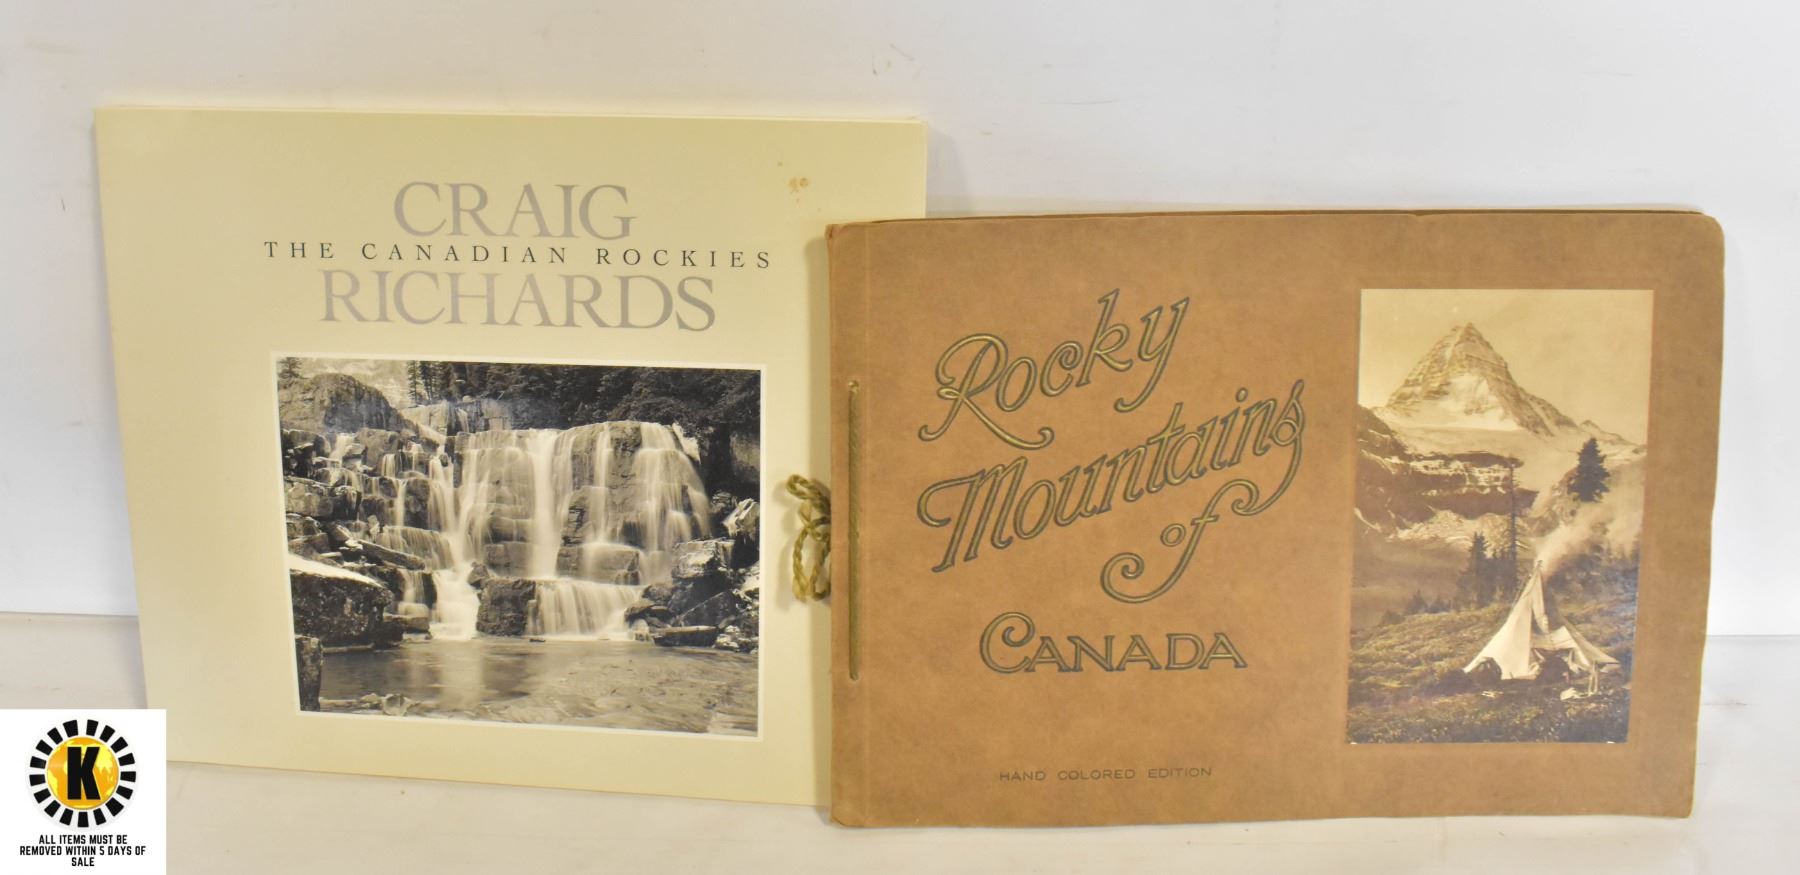 CRAIG
THE CANADIAN ROCKIES
RICHARDS
Rocky
Mountains
of
CANADA
HAND COLORED EDITION
K
ALL ITEMS MUST BE
REMOVED WITHIN 5 DAYS OF
SALE